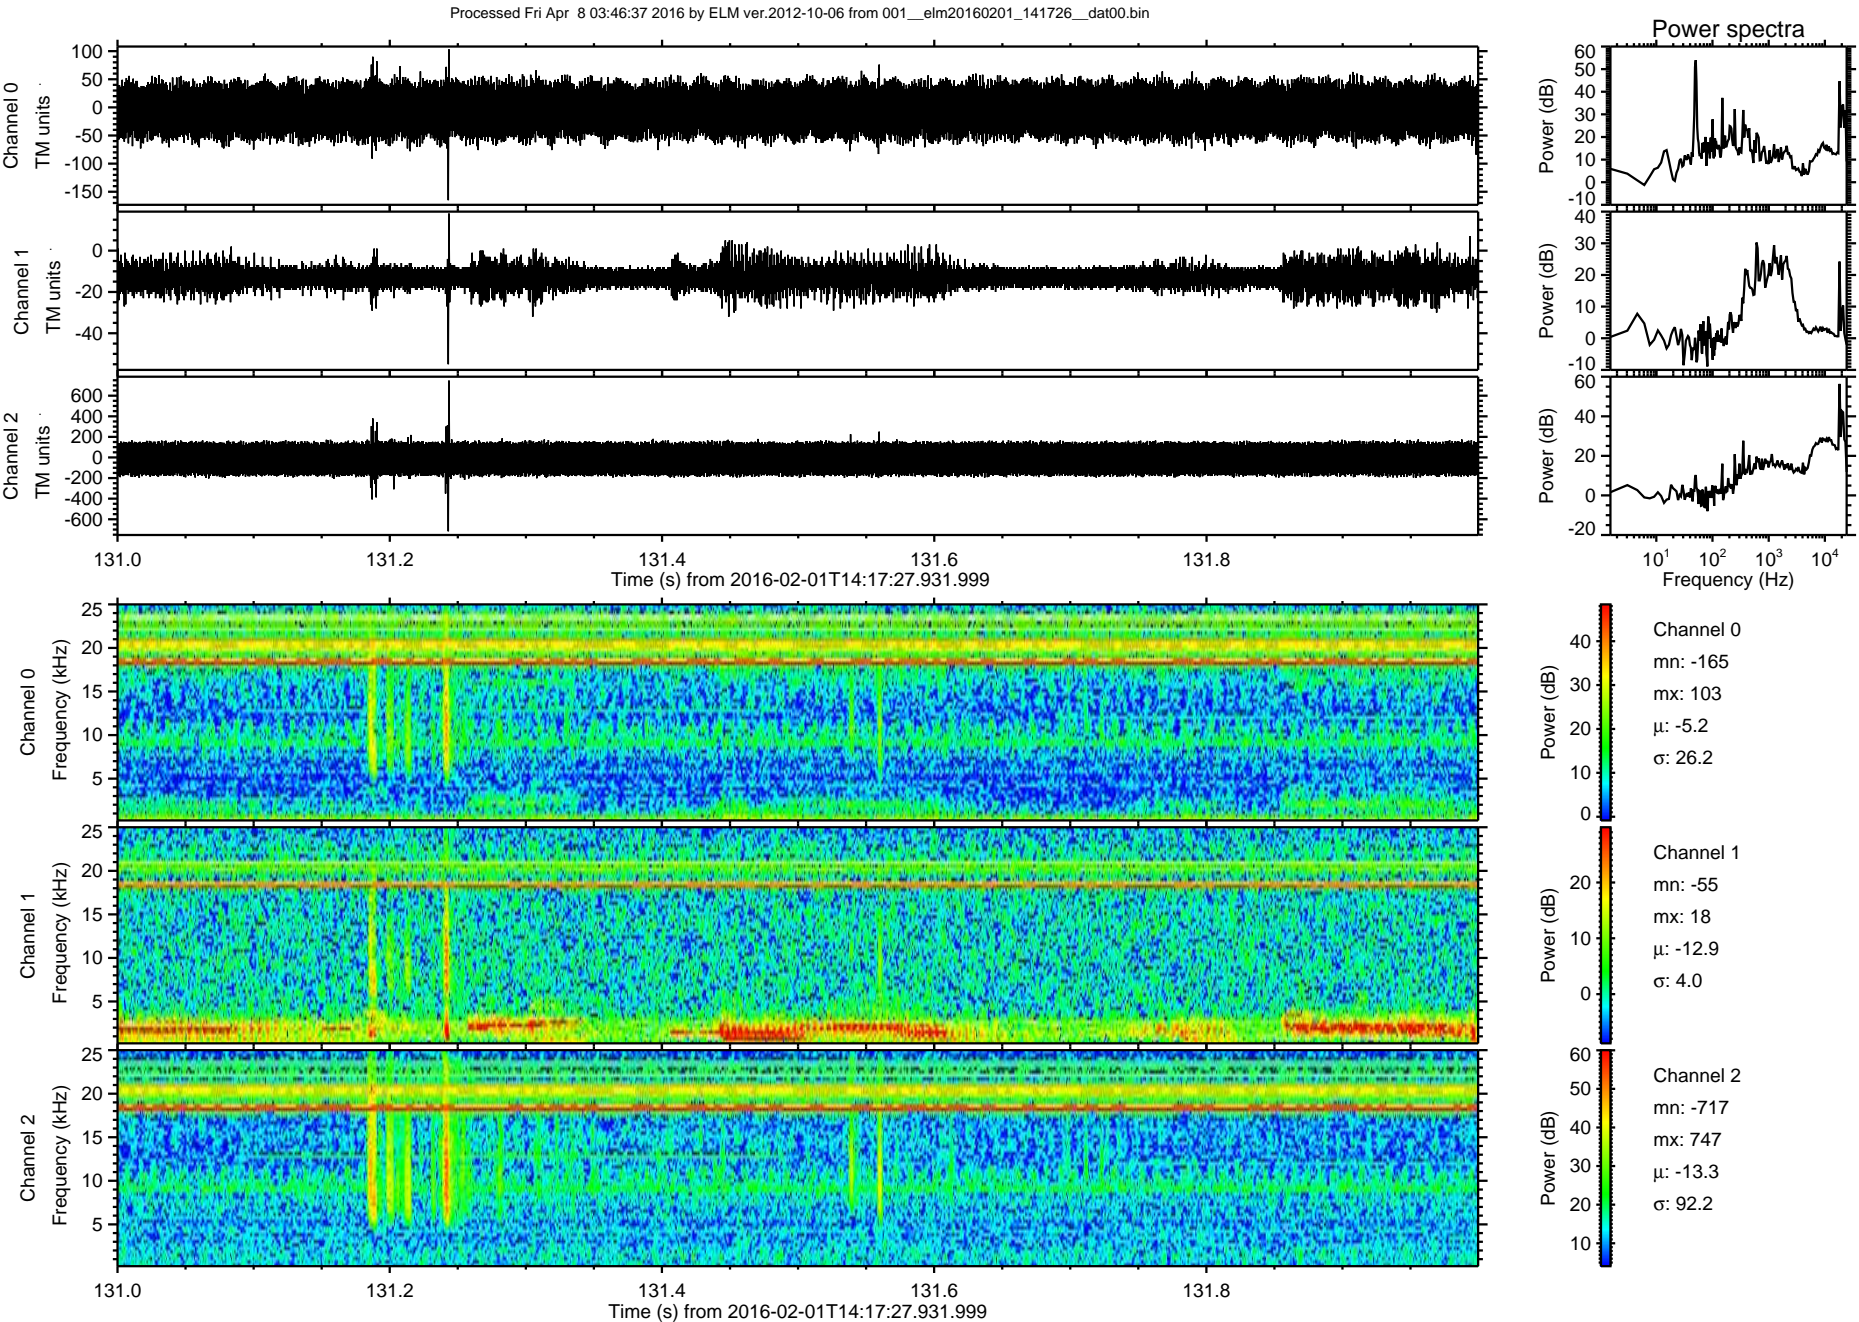 Processed Fri Apr  8 03:46:37 2016 by ELM ver.2012-10-06 from 001__elm20160201_141726__dat00.bin
Power spectra
Channel 0
TM units
100
50
0
-50
-100
-150
Power (dB)
60
50
40
30
20
10
0
-10
Channel 1
TM units
0
-20
-40
Power (dB)
40
30
20
10
0
-10
Channel 2
TM units
600
400
200
0
-200
-400
-600
Power (dB)
60
40
20
0
-20
131.0 131.2 131.4 131.6 131.8
Time (s) from 2016-02-01T14:17:27.931.999
10¹ 10² 10³ 10⁴
Frequency (Hz)
Channel 0
Frequency (kHz)
25
20
15
10
5
Power (dB)
40
30
20
10
0
Channel 0
mn: -165
mx: 103
µ: -5.2
σ: 26.2
Channel 1
Frequency (kHz)
25
20
15
10
5
Power (dB)
20
10
0
Channel 1
mn: -55
mx: 18
µ: -12.9
σ: 4.0
Channel 2
Frequency (kHz)
25
20
15
10
5
Power (dB)
60
50
40
30
20
10
Channel 2
mn: -717
mx: 747
µ: -13.3
σ: 92.2
131.0 131.2 131.4 131.6 131.8
Time (s) from 2016-02-01T14:17:27.931.999